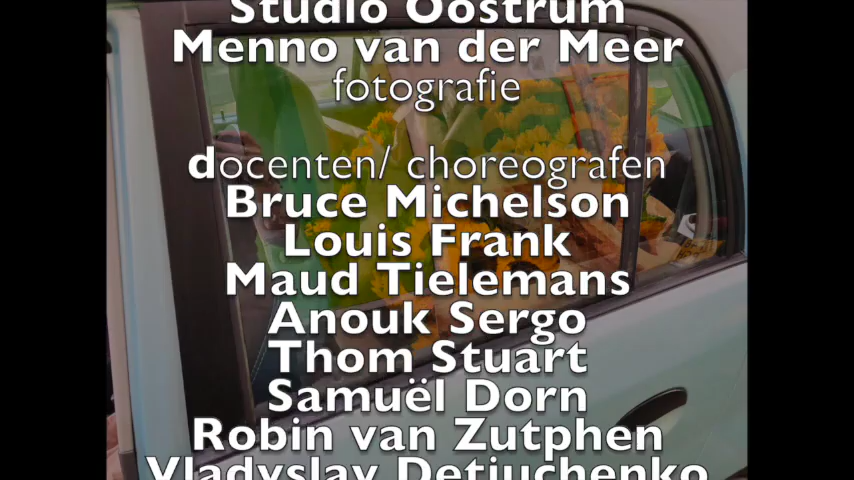 Studio Oostrum
Menno van der Meer
fotografie
docenten/ choreografen
Bruce Michelson
Louis Frank
Maud Tielemans
Anouk Sergo
Thom Stuart
Samuël Dorn
Robin van Zutphen
Vladyslav Detiuchenko